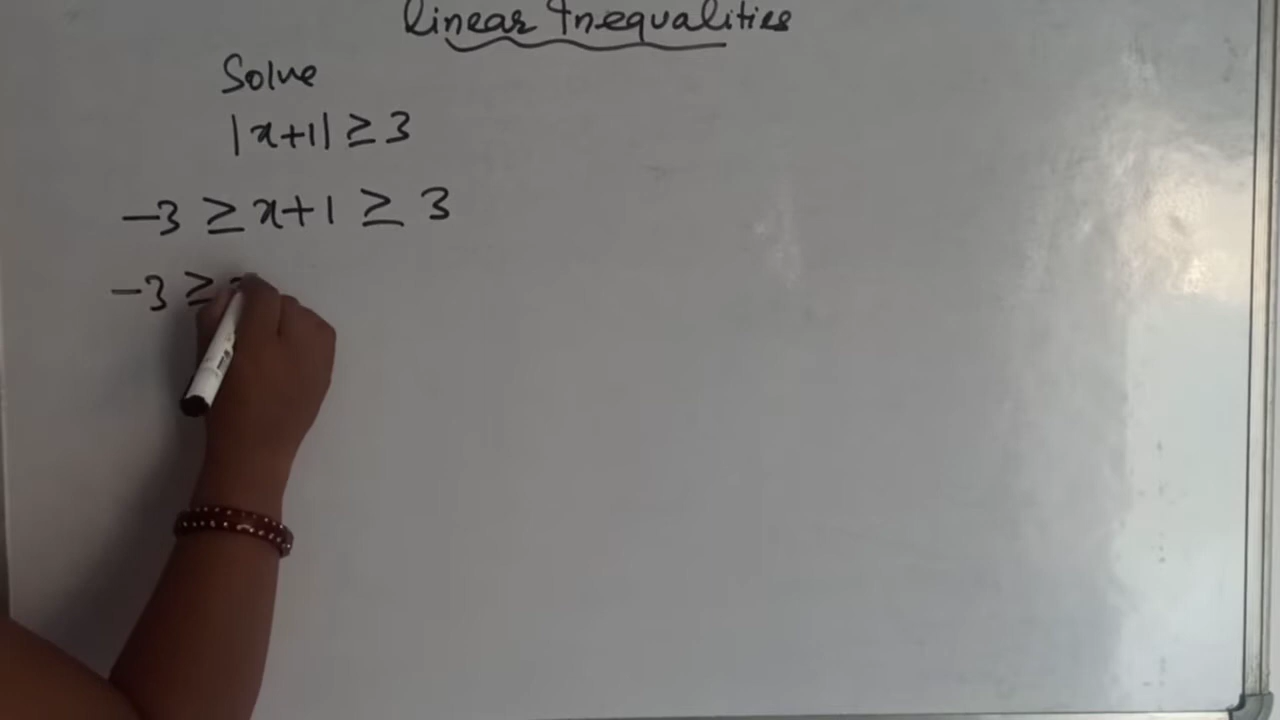 Linear Inequalities
Solve
|x+1| ≥ 3
-3 ≥ x+1 ≥ 3
-3 ≥